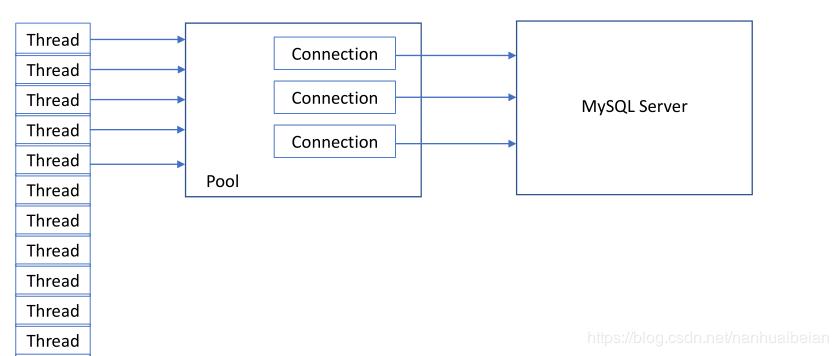 Thread
Thread
Thread
Thread
Thread
Thread
Thread
Thread
Thread
Thread
Thread
Connection
Connection
Connection
Pool
MySQL Server
https://blog.csdn.net/nanhuaibeian